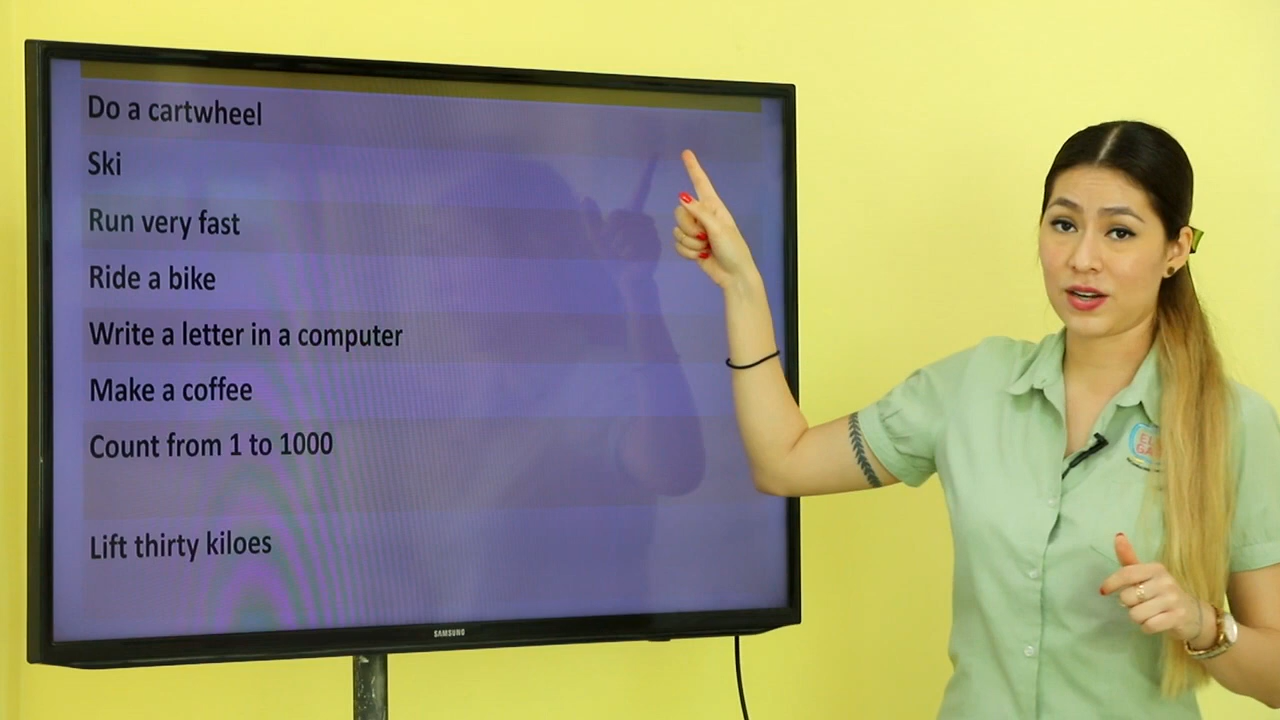 Do a cartwheel
Ski
Run very fast
Ride a bike
Write a letter in a computer
Make a coffee
Count from 1 to 1000
Lift thirty kiloes
SAMSUNG